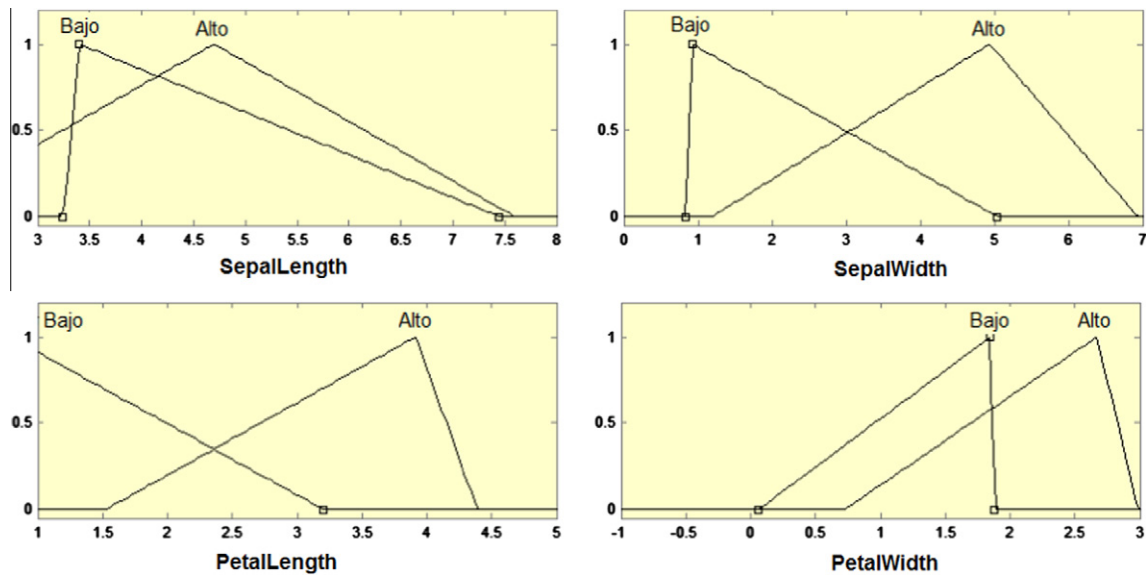 Bajo Alto
1
0.5
0
3 3.5 4 4.5 5 5.5 6 6.5 7 7.5 8
SepalLength
Bajo Alto
1
0.5
0
0 1 2 3 4 5 6 7
SepalWidth
Bajo Alto
1
0.5
0
1 1.5 2 2.5 3 3.5 4 4.5 5
PetalLength
Bajo Alto
1
0.5
0
-1 -0.5 0 0.5 1 1.5 2 2.5 3
PetalWidth